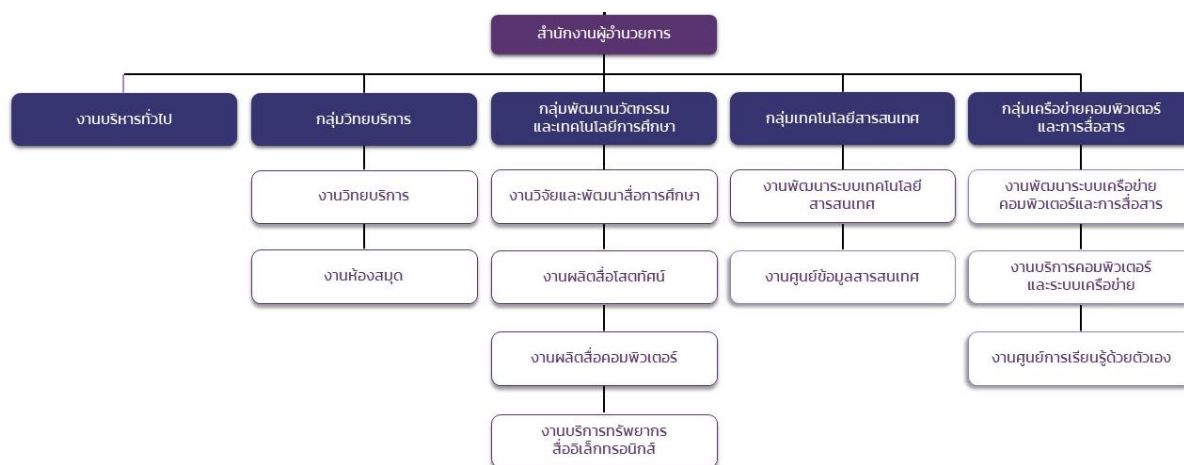 สำนักงานผู้อำนวยการ
งานบริหารทั่วไป
กลุ่มวิทยบริการ
กลุ่มพัฒนานวัตกรรม
และเทคโนโลยีการศึกษา
กลุ่มเทคโนโลยีสารสนเทศ
กลุ่มเครือข่ายคอมพิวเตอร์
และการสื่อสาร
งานวิทยบริการ
งานวิจัยและพัฒนาสื่อการศึกษา
งานพัฒนาระบบเทคโนโลยี
สารสนเทศ
งานพัฒนาระบบเครือข่าย
คอมพิวเตอร์และการสื่อสาร
งานห้องสมุด
งานผลิตสื่อโสตทัศน์
งานศูนย์ข้อมูลสารสนเทศ
งานบริการคอมพิวเตอร์
และระบบเครือข่าย
งานผลิตสื่อคอมพิวเตอร์
งานศูนย์การเรียนรู้ด้วยตัวเอง
งานบริการทรัพยากร
สื่ออิเล็กทรอนิกส์